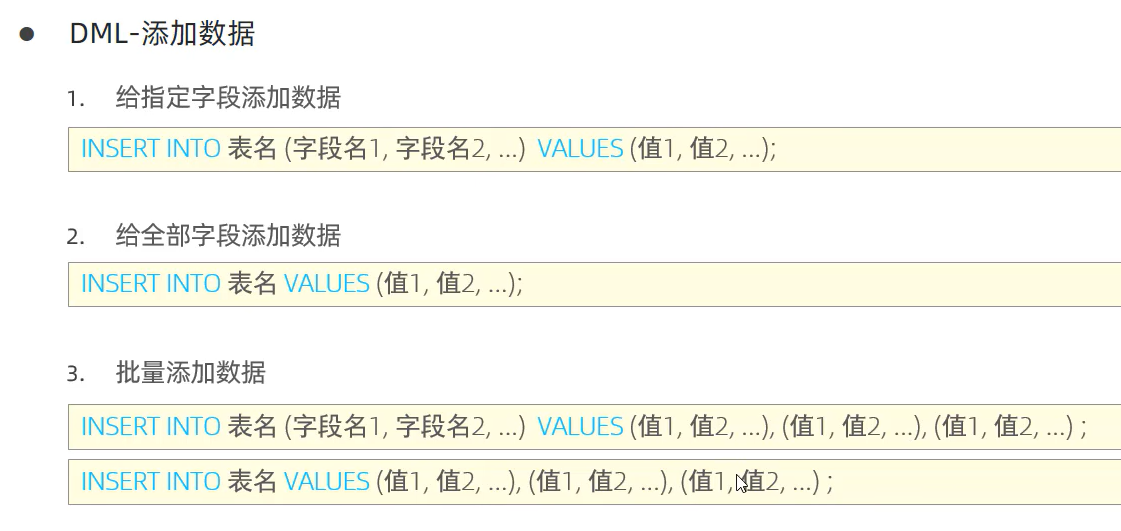 ● DML-添加数据
1. 给指定字段添加数据
INSERT INTO 表名 (字段名1, 字段名2, ...) VALUES (值1, 值2, ...);
2. 给全部字段添加数据
INSERT INTO 表名 VALUES (值1, 值2, ...);
3. 批量添加数据
INSERT INTO 表名 (字段名1, 字段名2, ...) VALUES (值1, 值2, ...), (值1, 值2, ...), (值1, 值2, ...) ;
INSERT INTO 表名 VALUES (值1, 值2, ...), (值1, 值2, ...), (值1, 值2, ...) ;